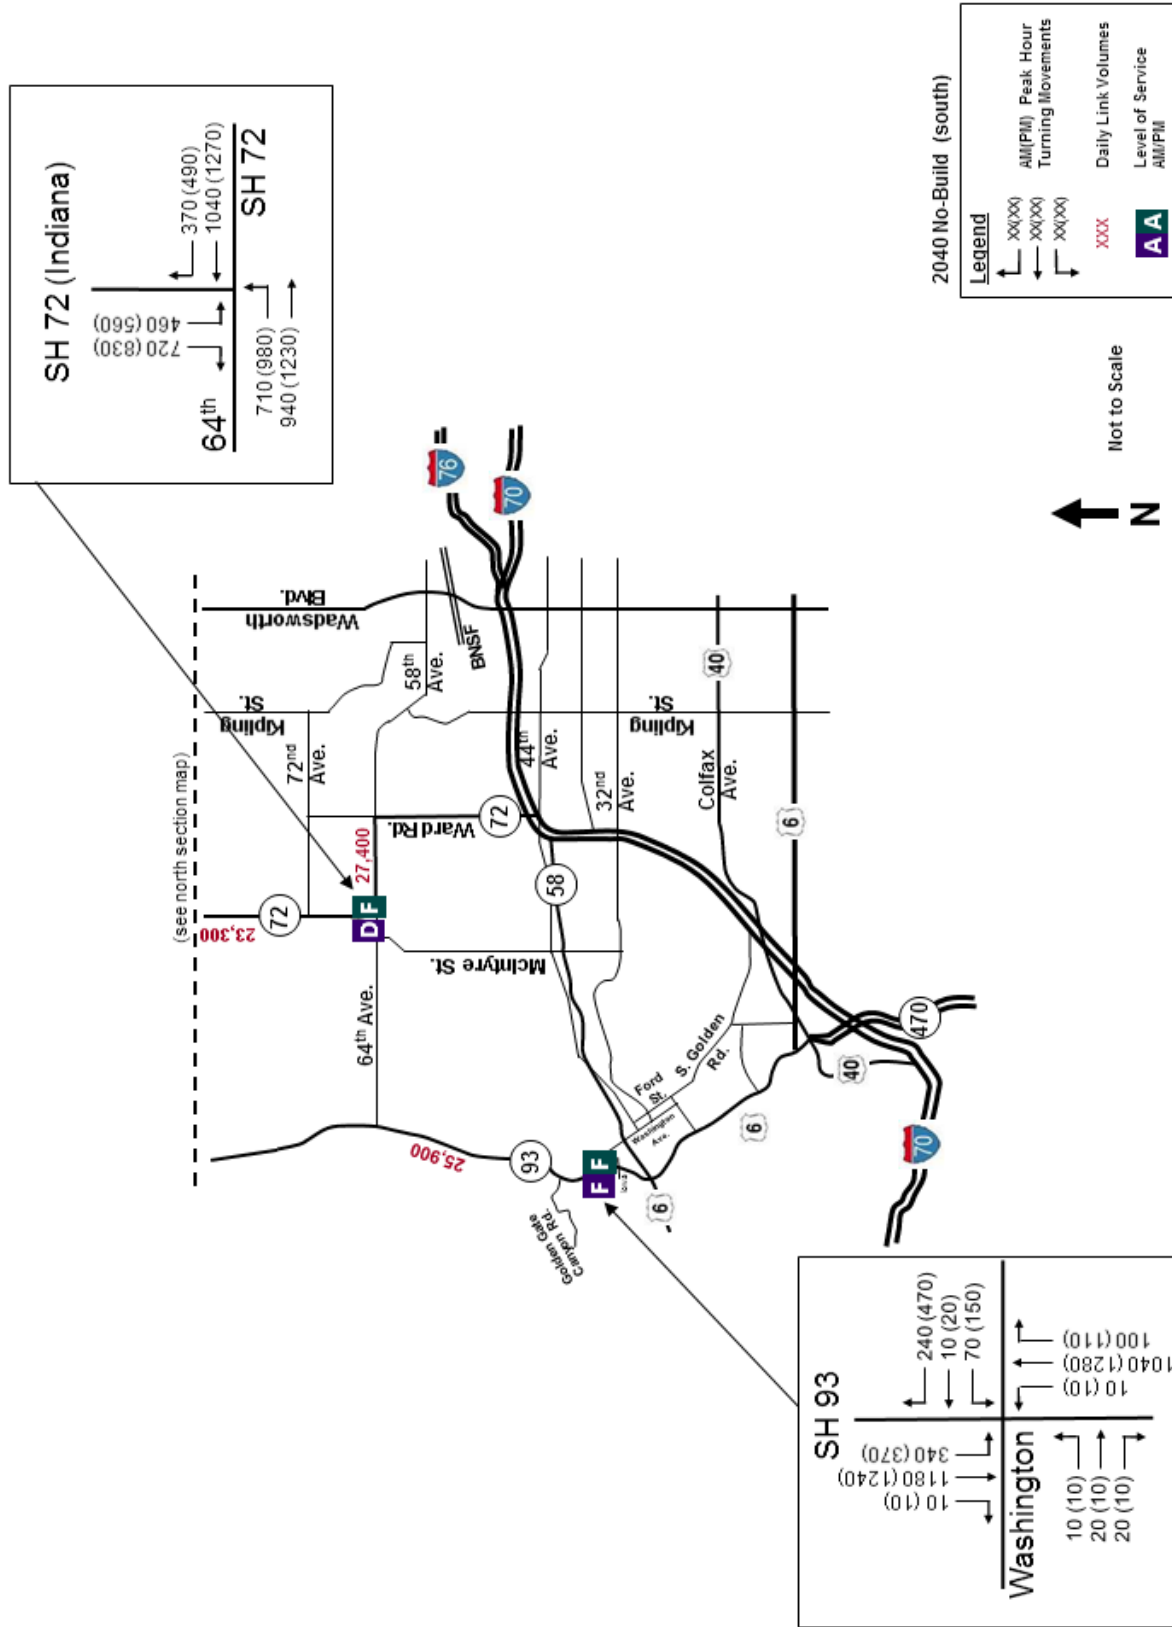 SH 72 (Indiana)
720 (830)
460 (560)
370 (490)
1040 (1270)
64th
SH 72
710 (980)
940 (1230)
(see north section map)
23,300
72
72nd
Ave.
Kipling
St.
Wadsworth
Blvd.
27,400
D F
64th Ave.
58th
Ave.
BNSF
76
70
Ward Rd.
72
McIntyre St.
25,900
93
44th
Ave.
58
32nd
Ave.
Kipling
St.
Golden Gate
Canyon Rd.
F F
Iowa
Washington
Ave.
Ford
St.
S. Golden
Rd.
Colfax
Ave.
40
6
6
6
40
470
70
SH 93
10 (10)
1180 (1240)
340 (370)
240 (470)
10 (20)
70 (150)
Washington
10 (10)
20 (10)
20 (10)
10 (10)
1040 (1280)
100 (110)
N
Not to Scale
2040 No-Build (south)
Legend
XX(XX)
XX(XX)
XX(XX)
AM(PM) Peak Hour
Turning Movements
XXX
Daily Link Volumes
A A
Level of Service
AM/PM